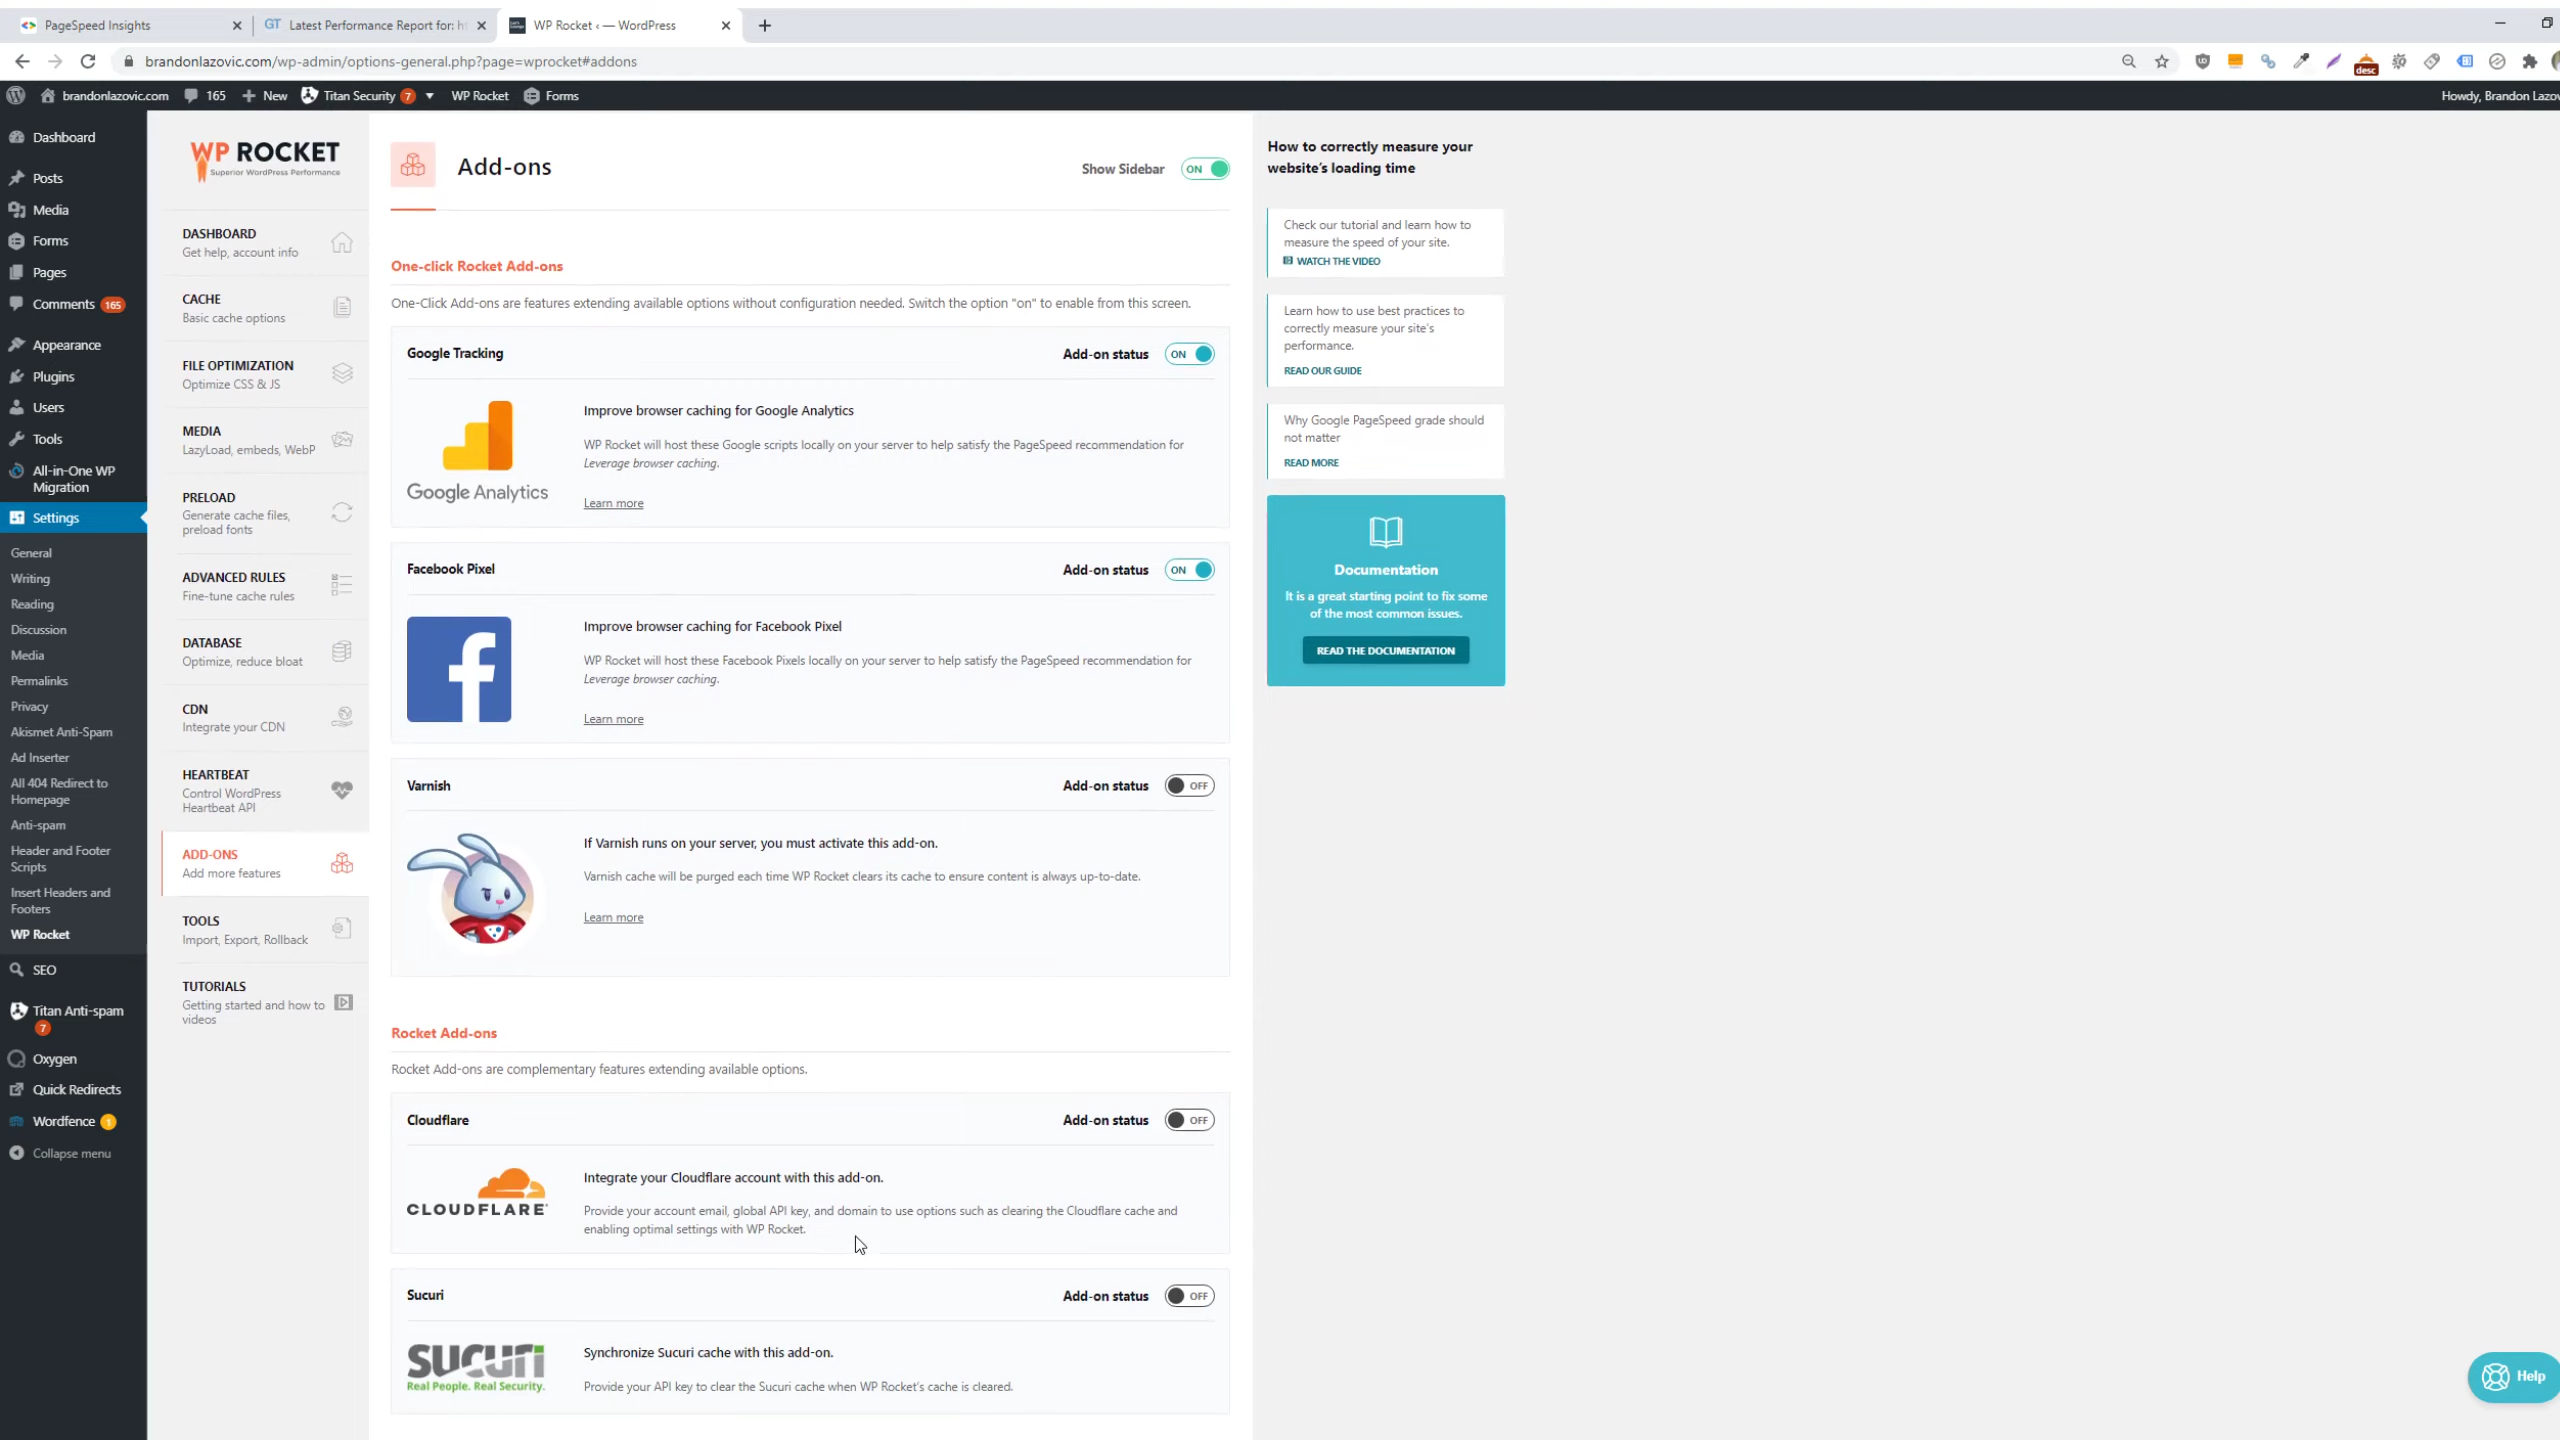 PageSpeed Insights
GT Latest Performance Report for: ht
WP Rocket ‹ — WordPress
brandonlazovic.com/wp-admin/options-general.php?page=wprocket#addons
desc
brandonlazovic.com
165
New
Titan Security 7
WP Rocket
Forms
Howdy, Brandon Lazov
Dashboard
Posts
Media
Forms
Pages
Comments 165
Appearance
Plugins
Users
Tools
All-in-One WP
Migration
Settings
General
Writing
Reading
Discussion
Media
Permalinks
Privacy
Akismet Anti-Spam
Ad Inserter
All 404 Redirect to
Homepage
Anti-spam
Header and Footer
Scripts
Insert Headers and
Footers
WP Rocket
SEO
Titan Anti-spam
7
Oxygen
Quick Redirects
Wordfence 1
Collapse menu
WP ROCKET
Superior WordPress Performance
DASHBOARD
Get help, account info
CACHE
Basic cache options
FILE OPTIMIZATION
Optimize CSS & JS
MEDIA
LazyLoad, embeds, WebP
PRELOAD
Generate cache files,
preload fonts
ADVANCED RULES
Fine-tune cache rules
DATABASE
Optimize, reduce bloat
CDN
Integrate your CDN
HEARTBEAT
Control WordPress
Heartbeat API
ADD-ONS
Add more features
TOOLS
Import, Export, Rollback
TUTORIALS
Getting started and how to
videos
Add-ons
Show Sidebar ON
One-click Rocket Add-ons
One-Click Add-ons are features extending available options without configuration needed. Switch the option "on" to enable from this screen.
Google Tracking
Add-on status ON
Google Analytics
Improve browser caching for Google Analytics
WP Rocket will host these Google scripts locally on your server to help satisfy the PageSpeed recommendation for
Leverage browser caching.
Learn more
Facebook Pixel
Add-on status ON
Improve browser caching for Facebook Pixel
WP Rocket will host these Facebook Pixels locally on your server to help satisfy the PageSpeed recommendation for
Leverage browser caching.
Learn more
Varnish
Add-on status OFF
If Varnish runs on your server, you must activate this add-on.
Varnish cache will be purged each time WP Rocket clears its cache to ensure content is always up-to-date.
Learn more
Rocket Add-ons
Rocket Add-ons are complementary features extending available options.
Cloudflare
Add-on status OFF
CLOUDFLARE
Integrate your Cloudflare account with this add-on.
Provide your account email, global API key, and domain to use options such as clearing the Cloudflare cache and
enabling optimal settings with WP Rocket.
Sucuri
Add-on status OFF
SUCURI
Real People. Real Security.
Synchronize Sucuri cache with this add-on.
Provide your API key to clear the Sucuri cache when WP Rocket's cache is cleared.
How to correctly measure your
website's loading time
Check our tutorial and learn how to
measure the speed of your site.
WATCH THE VIDEO
Learn how to use best practices to
correctly measure your site's
performance.
READ OUR GUIDE
Why Google PageSpeed grade should
not matter
READ MORE
Documentation
It is a great starting point to fix some
of the most common issues.
READ THE DOCUMENTATION
Help